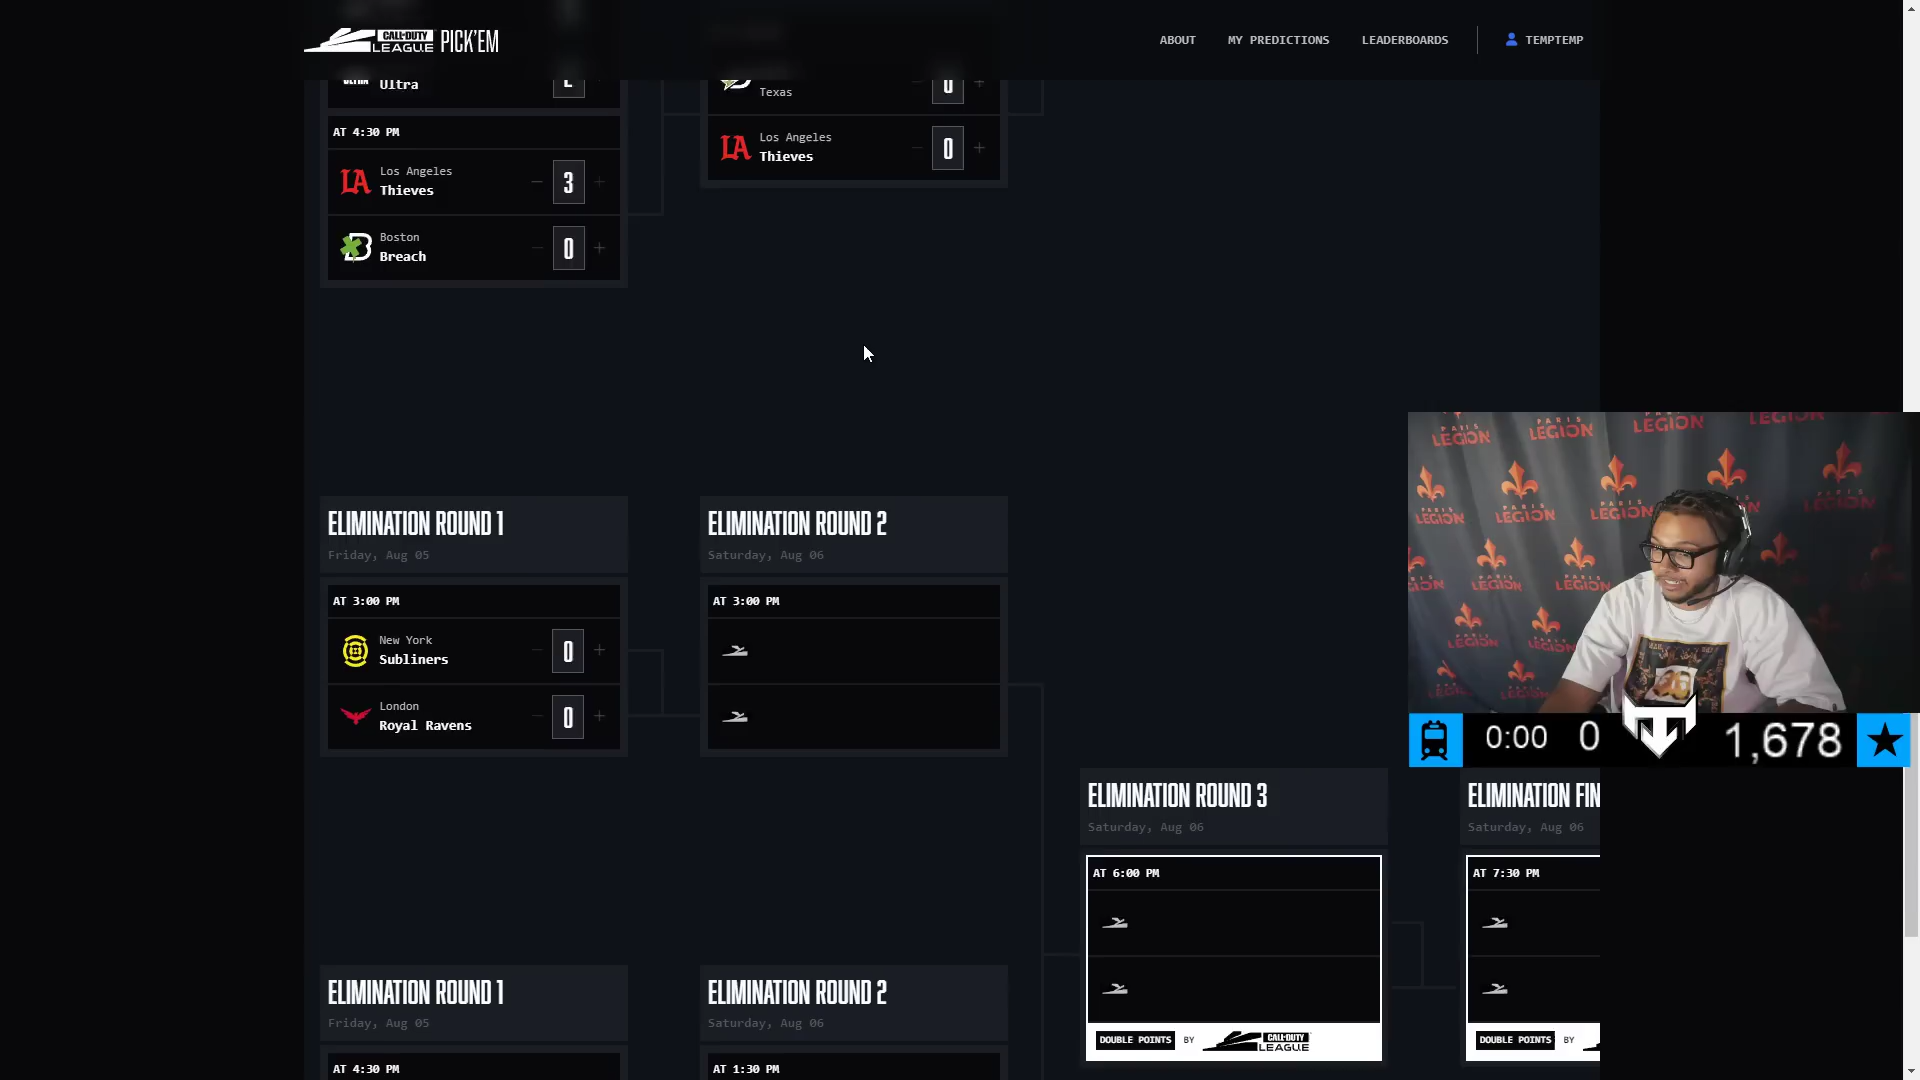 CALL OF DUTY LEAGUE PICK'EM
ABOUT
MY PREDICTIONS
LEADERBOARDS
TEMPTEMP
Ultra
2
Texas
0
AT 4:30 PM
Los Angeles
Thieves
3
Boston
Breach
0
Los Angeles
Thieves
0
PARIS LEGION
ELIMINATION ROUND 1
Friday, Aug 05
AT 3:00 PM
New York
Subliners
0
London
Royal Ravens
0
ELIMINATION ROUND 2
Saturday, Aug 06
AT 3:00 PM
0:00 0 1,678
ELIMINATION ROUND 3
Saturday, Aug 06
AT 6:00 PM
DOUBLE POINTS BY CALL OF DUTY LEAGUE
ELIMINATION FIN
Saturday, Aug 06
AT 7:30 PM
DOUBLE POINTS BY
ELIMINATION ROUND 1
Friday, Aug 05
AT 4:30 PM
ELIMINATION ROUND 2
Saturday, Aug 06
AT 1:30 PM